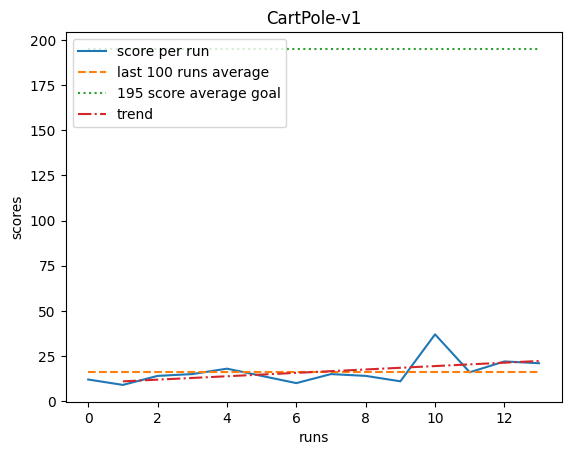 CartPole-v1
score per run
last 100 runs average
195 score average goal
trend
scores
200
175
150
125
100
75
50
25
0
0 2 4 6 8 10 12
runs